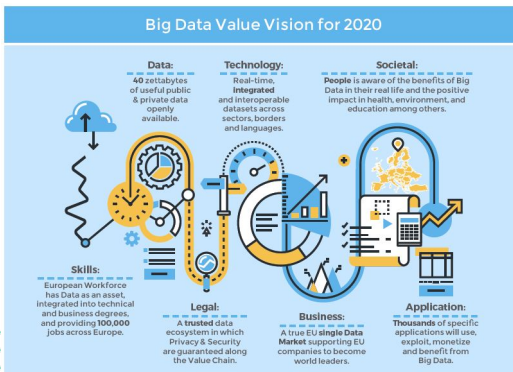 Big Data Value Vision for 2020
Data:
40 zettabytes
of useful public
& private data
openly
available.
Technology:
Real-time,
Integrated
and interoperable
datasets across
sectors, borders
and languages.
Societal:
People is aware of the benefits of Big
Data in their real life and the positive
impact in health, environment, and
education among others.
Skills:
European Workforce
has Data as an asset,
integrated into technical
and business degrees,
and providing 100,000
jobs across Europe.
Legal:
A trusted data
ecosystem in which
Privacy & Security
are guaranteed along
the Value Chain.
Business:
A true EU single Data
Market supporting EU
companies to become
world leaders.
Application:
Thousands of specific
applications will use,
exploit, monetize
and benefit from
Big Data.